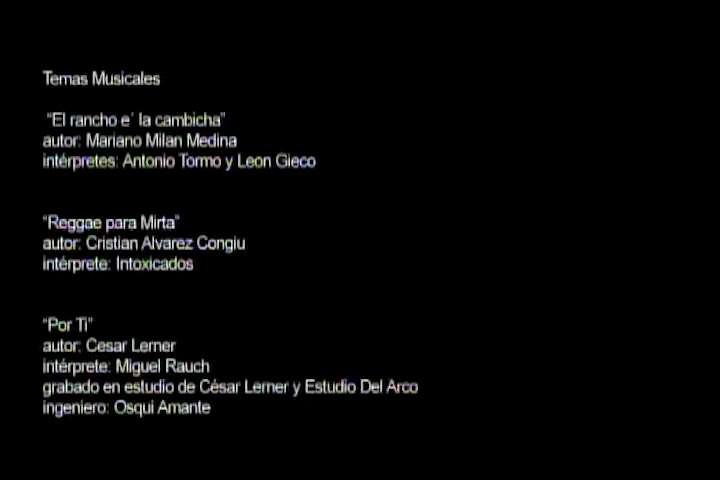 Temas Musicales
"El rancho e´ la cambicha"
autor: Mariano Milan Medina
intérpretes: Antonio Tormo y Leon Gieco
"Reggae para Mirta"
autor: Cristian Alvarez Congiu
intérprete: Intoxicados
"Por Ti"
autor: Cesar Lerner
intérprete: Miguel Rauch
grabado en estudio de César Lerner y Estudio Del Arco
ingeniero: Osqui Amante